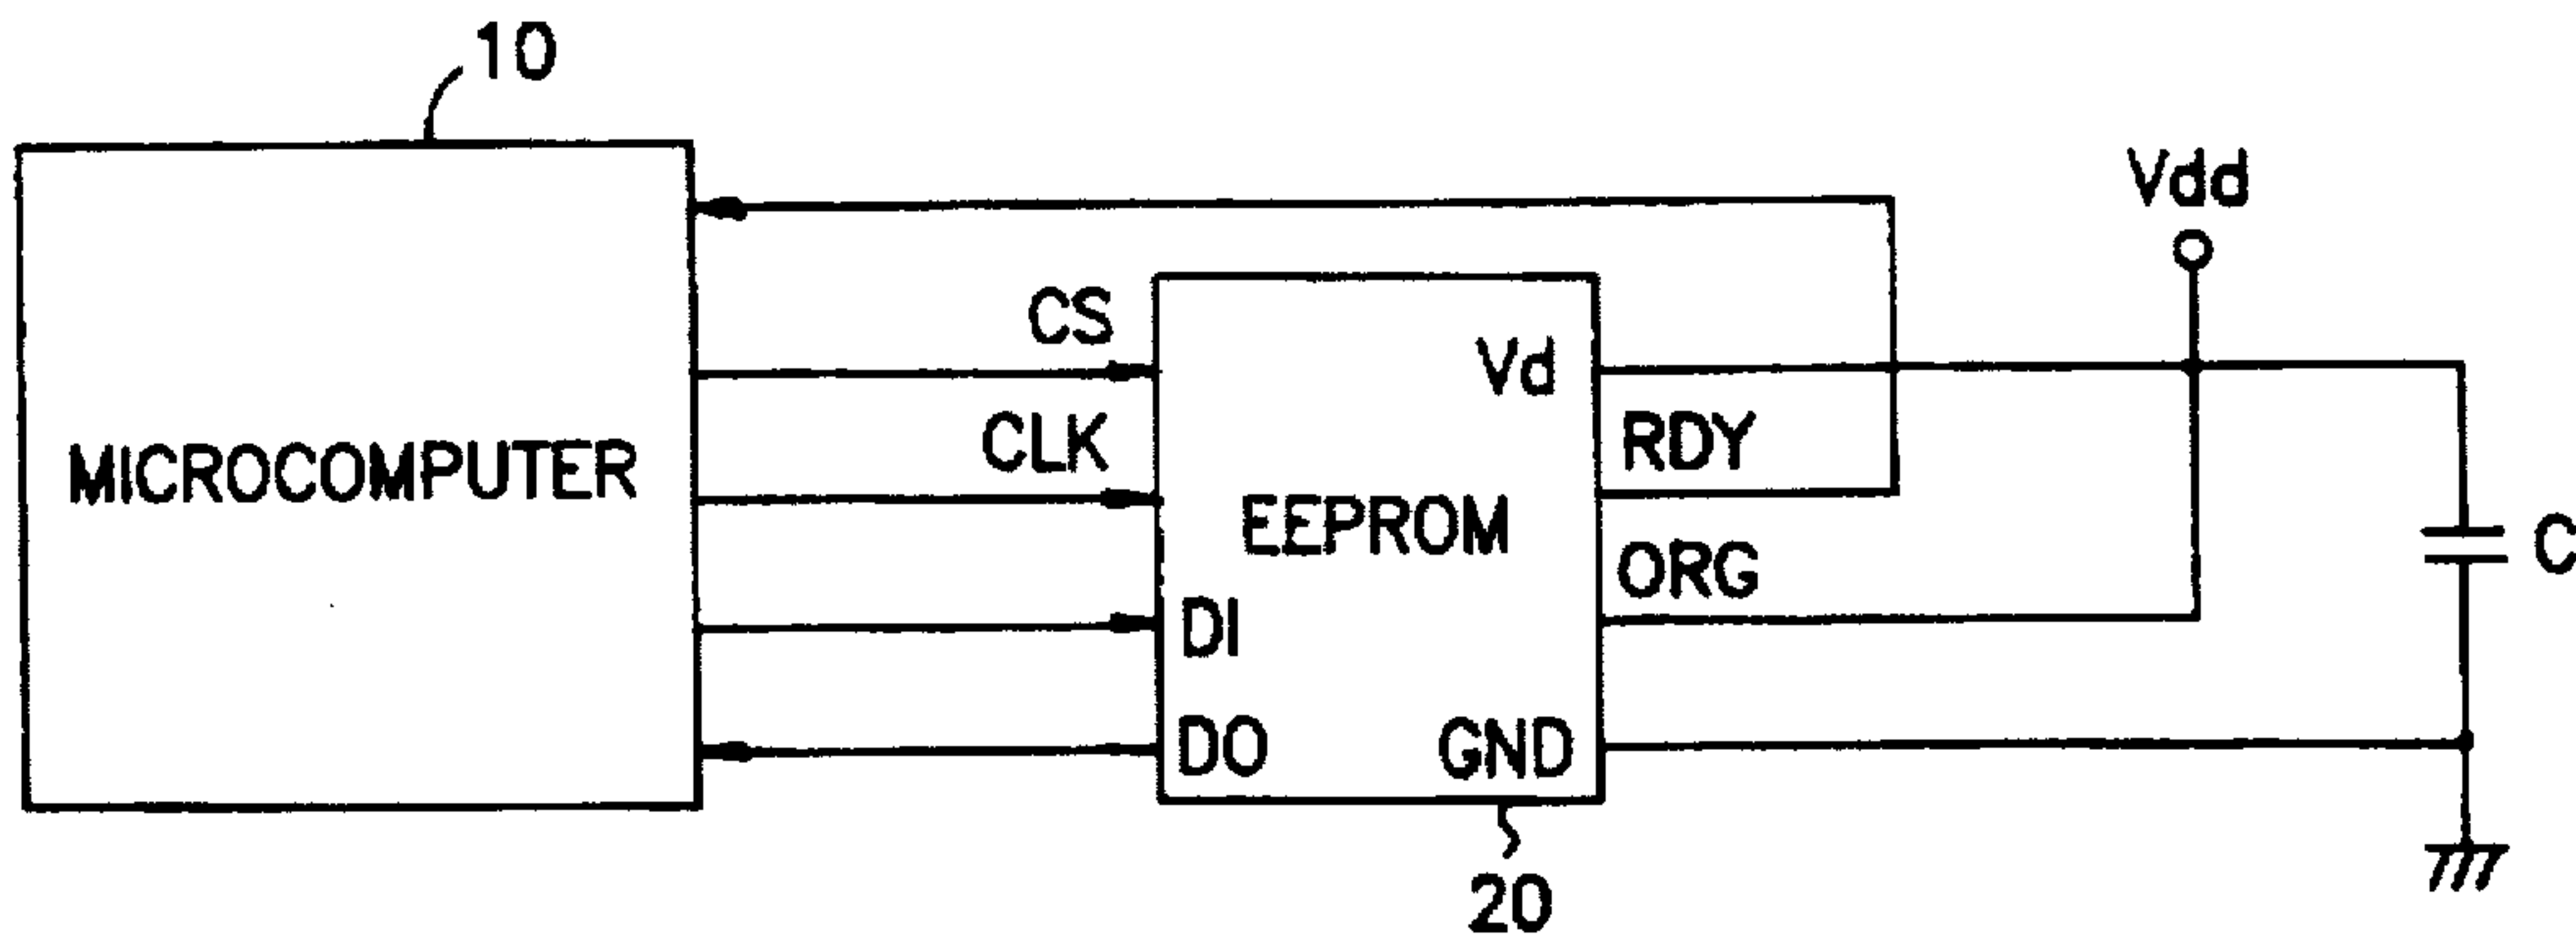 10
Vdd
CS
Vd
CLK
RDY
MICROCOMPUTER
EEPROM
ORG
C
DI
DO
GND
20